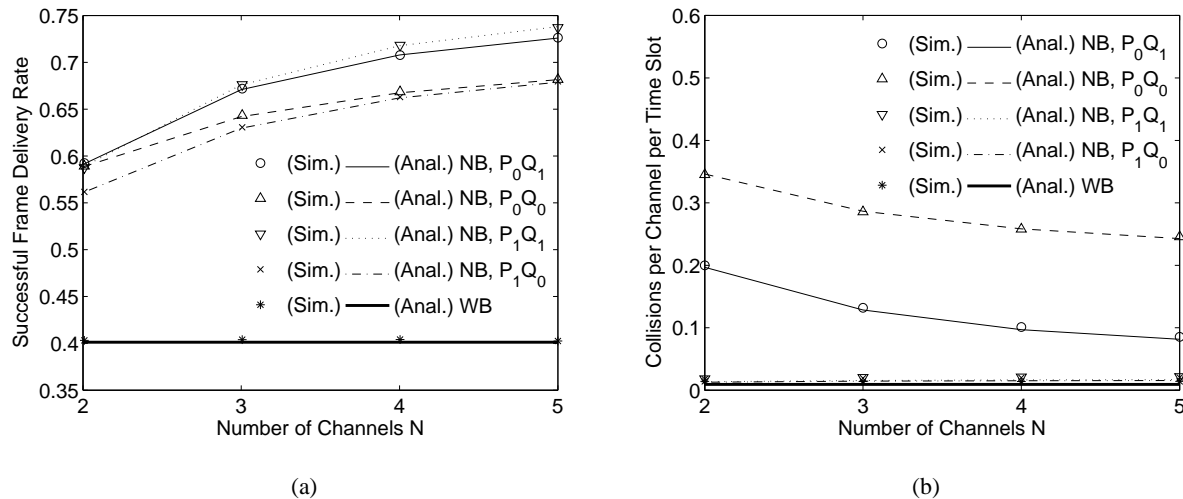 0.75
0.7
0.65
0.6
0.55
0.5
0.45
0.4
0.35
Successful Frame Delivery Rate
(Sim.) (Anal.) NB, P0Q1
(Sim.) (Anal.) NB, P0Q0
(Sim.) (Anal.) NB, P1Q1
(Sim.) (Anal.) NB, P1Q0
(Sim.) (Anal.) WB
2 3 4 5
Number of Channels N
(a)
0.6
0.5
0.4
0.3
0.2
0.1
0
Collisions per Channel per Time Slot
(Sim.) (Anal.) NB, P0Q1
(Sim.) (Anal.) NB, P0Q0
(Sim.) (Anal.) NB, P1Q1
(Sim.) (Anal.) NB, P1Q0
(Sim.) (Anal.) WB
2 3 4 5
Number of Channels N
(b)